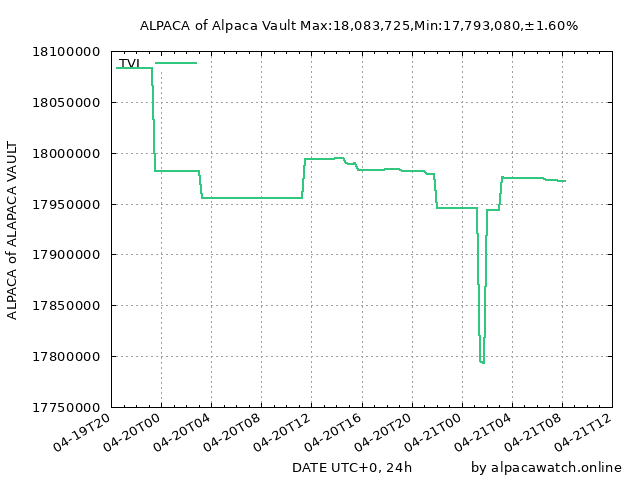 ALPACA of Alpaca Vault Max:18,083,725,Min:17,793,080,±1.60%
18100000
TVL
18050000
18000000
17950000
17900000
17850000
17800000
17750000
ALPACA of ALAPACA VAULT
04-19T20
04-20T00
04-20T04
04-20T08
04-20T12
04-20T16
04-20T20
04-21T00
04-21T04
04-21T08
04-21T12
DATE UTC+0, 24h
by alpacawatch.online